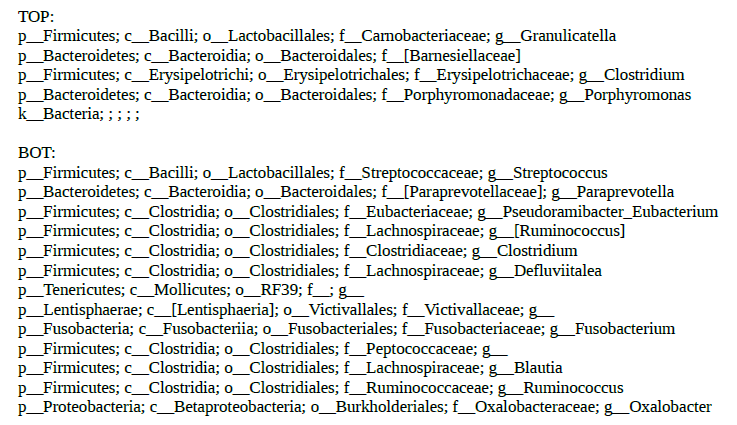 TOP:
p__Firmicutes; c__Bacilli; o__Lactobacillales; f__Carnobacteriaceae; g__Granulicatella
p__Bacteroidetes; c__Bacteroidia; o__Bacteroidales; f__[Barnesiellaceae]
p__Firmicutes; c__Erysipelotrichi; o__Erysipelotrichales; f__Erysipelotrichaceae; g__Clostridium
p__Bacteroidetes; c__Bacteroidia; o__Bacteroidales; f__Porphyromonadaceae; g__Porphyromonas
k__Bacteria; ; ; ; ;

BOT:
p__Firmicutes; c__Bacilli; o__Lactobacillales; f__Streptococcaceae; g__Streptococcus
p__Bacteroidetes; c__Bacteroidia; o__Bacteroidales; f__[Paraprevotellaceae]; g__Paraprevotella
p__Firmicutes; c__Clostridia; o__Clostridiales; f__Eubacteriaceae; g__Pseudoramibacter_Eubacterium
p__Firmicutes; c__Clostridia; o__Clostridiales; f__Lachnospiraceae; g__[Ruminococcus]
p__Firmicutes; c__Clostridia; o__Clostridiales; f__Clostridiaceae; g__Clostridium
p__Firmicutes; c__Clostridia; o__Clostridiales; f__Lachnospiraceae; g__Defluviitalea
p__Tenericutes; c__Mollicutes; o__RF39; f__; g__
p__Lentisphaerae; c__[Lentisphaeria]; o__Victivallales; f__Victivallaceae; g__
p__Fusobacteria; c__Fusobacteriia; o__Fusobacteriales; f__Fusobacteriaceae; g__Fusobacterium
p__Firmicutes; c__Clostridia; o__Clostridiales; f__Peptococcaceae; g__
p__Firmicutes; c__Clostridia; o__Clostridiales; f__Lachnospiraceae; g__Blautia
p__Firmicutes; c__Clostridia; o__Clostridiales; f__Ruminococcaceae; g__Ruminococcus
p__Proteobacteria; c__Betaproteobacteria; o__Burkholderiales; f__Oxalobacteraceae; g__Oxalobacter